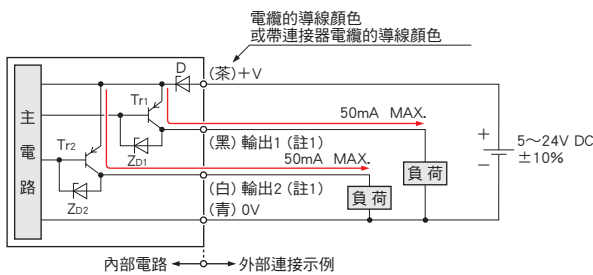 電纜的導線顏色
或帶連接器電纜的導線顏色
D
(茶)+V
Tr1
50mA MAX.
主電路
ZD1
(黑) 輸出1 (註1)
5~24V DC
±10%
Tr2
50mA MAX.
負荷
ZD2
(白) 輸出2 (註1)
負荷
(青) 0V
內部電路
外部連接示例